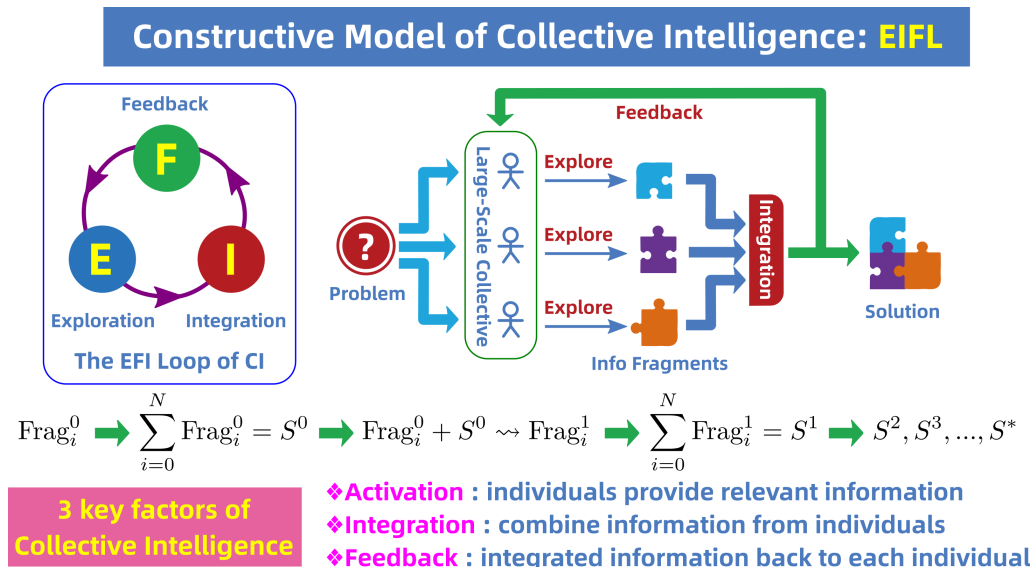 Constructive Model of Collective Intelligence: EIFL
Feedback
F
E
I
Exploration
Integration
The EFI Loop of CI
Feedback
?
Problem
Large-Scale Collective
Explore
Explore
Explore
Info Fragments
Integration
Solution
Frag_i^0 → \sum_{i=0}^{N} Frag_i^0 = S^0 → Frag_i^0 + S^0 ⇝ Frag_i^1 → \sum_{i=0}^{N} Frag_i^1 = S^1 → S^2, S^3, ..., S^*
3 key factors of
Collective Intelligence
❖Activation : individuals provide relevant information
❖Integration : combine information from individuals
❖Feedback : integrated information back to each individual